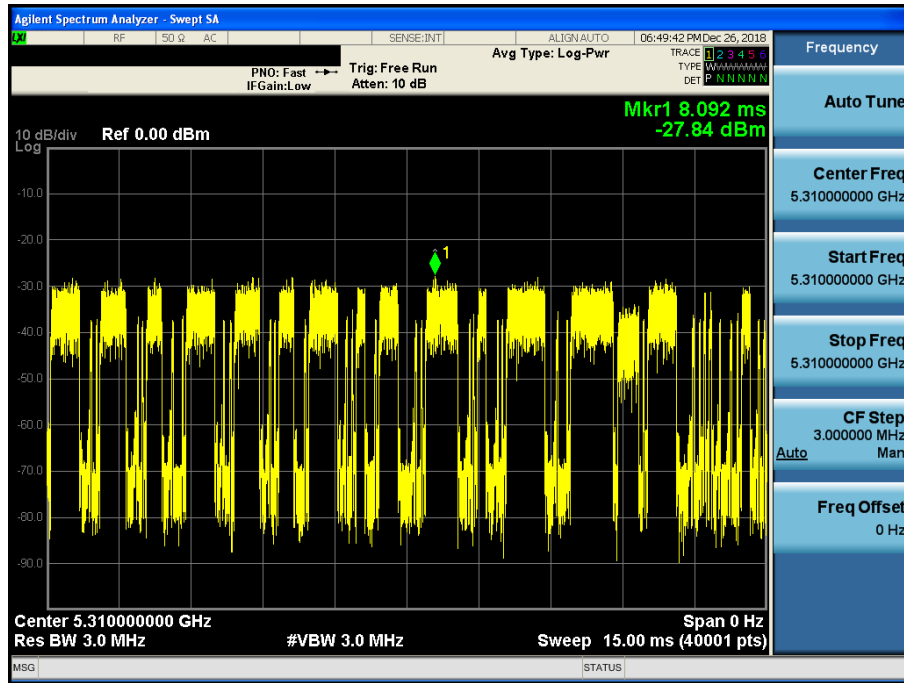 Agilent Spectrum Analyzer - Swept SA
LXI RF 50 Ω AC SENSE:INT ALIGN AUTO 06:49:42 PM Dec 26, 2018
Frequency
Avg Type: Log-Pwr
TRACE 1 2 3 4 5 6
PNO: Fast Trig: Free Run
TYPE WWWWWWW
IFGain:Low Atten: 10 dB
DET P N N N N N
Auto Tune
Mkr1 8.092 ms
-27.84 dBm
10 dB/div Ref 0.00 dBm
Log
Center Freq
5.310000000 GHz
-10.0
-20.0
1
Start Freq
5.310000000 GHz
-30.0
-40.0
Stop Freq
5.310000000 GHz
-50.0
-60.0
CF Step
3.000000 MHz
Auto Man
-70.0
-80.0
Freq Offset
0 Hz
-90.0
Center 5.310000000 GHz Span 0 Hz
Res BW 3.0 MHz #VBW 3.0 MHz Sweep 15.00 ms (40001 pts)
MSG STATUS